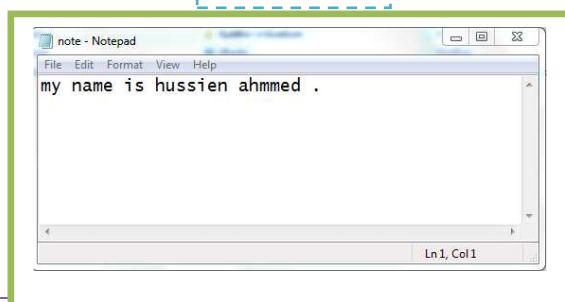 note - Notepad
File Edit Format View Help
my name is hussien ahmmed .
Ln 1, Col 1